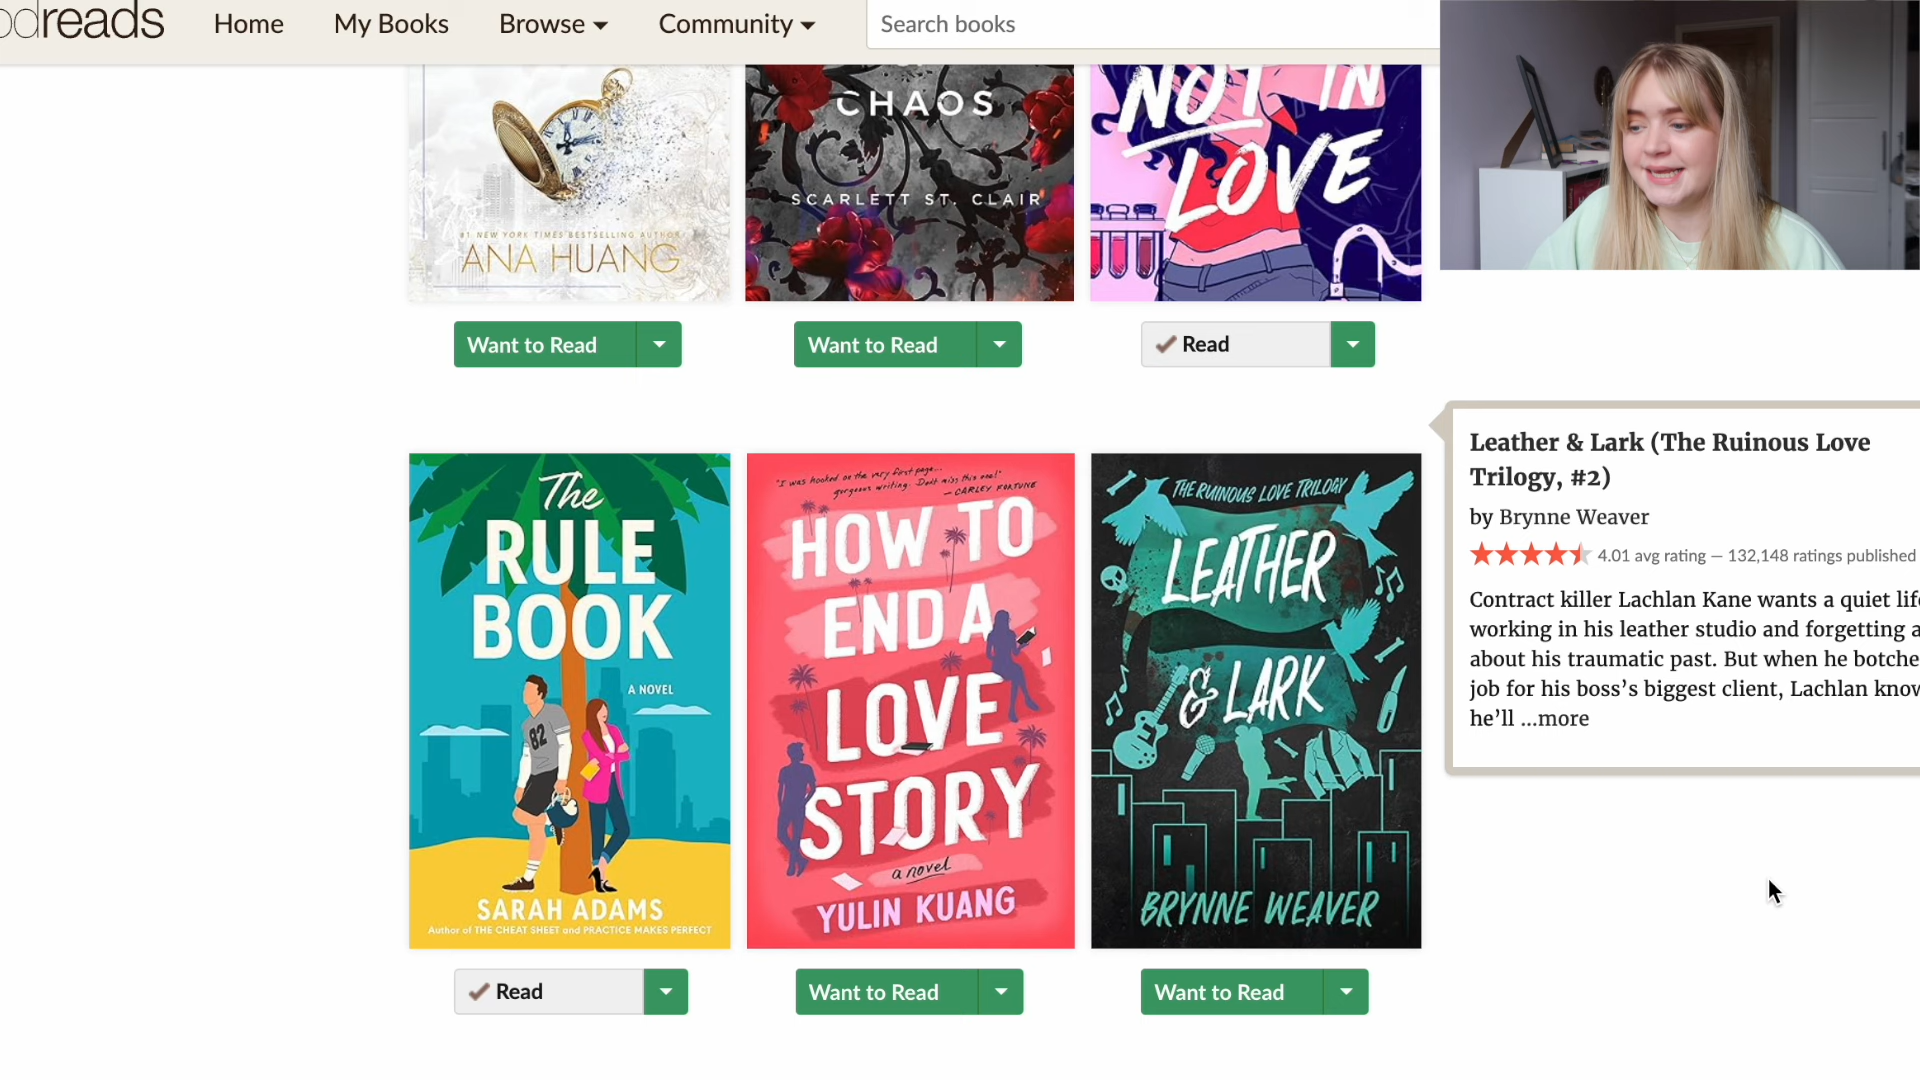 odreads
Home
My Books
Browse
Community
Search books
#1 NEW YORK TIMES BESTSELLING AUTHOR
ANA HUANG
CHAOS
SCARLETT ST. CLAIR
NOT IN
LOVE
Want to Read
Want to Read
Read
The
RULE
BOOK
A NOVEL
82
SARAH ADAMS
Author of THE CHEAT SHEET and PRACTICE MAKES PERFECT
"I was hooked on the very first page...
gorgeous writing. Don't miss this one!"
— CARLEY FORTUNE
HOW TO
END A
LOVE
STORY
a novel
YULIN KUANG
THE RUINOUS LOVE TRILOGY
LEATHER
& LARK
BRYNNE WEAVER
Leather & Lark (The Ruinous Love
Trilogy, #2)
by Brynne Weaver
4.01 avg rating — 132,148 ratings published
Contract killer Lachlan Kane wants a quiet life
working in his leather studio and forgetting a
about his traumatic past. But when he botche
job for his boss's biggest client, Lachlan know
he'll ...more
Read
Want to Read
Want to Read